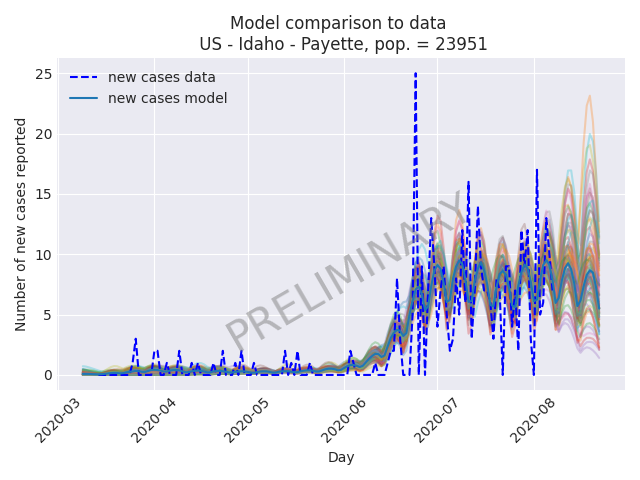 Model comparison to data
US - Idaho - Payette, pop. = 23951
new cases data
new cases model
Number of new cases reported
25
20
15
10
5
0
PRELIMINARY
2020-03
2020-04
2020-05
2020-06
2020-07
2020-08
Day